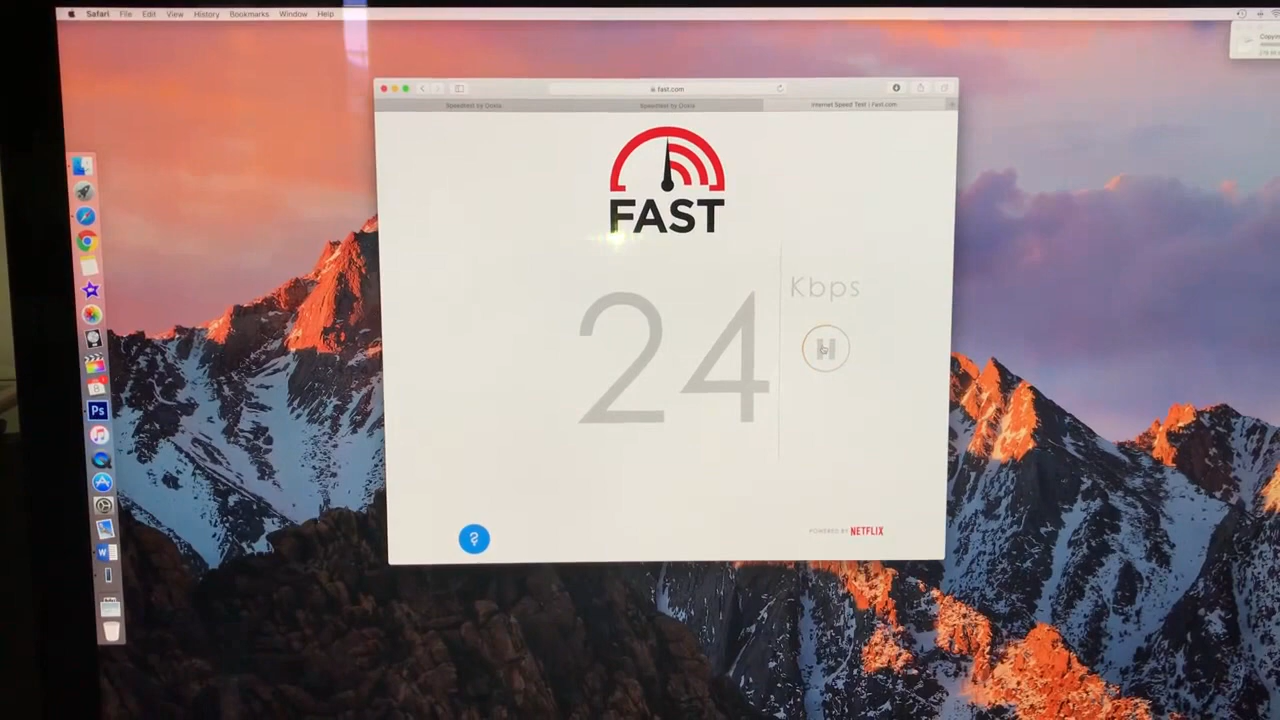 Safari File Edit View History Bookmarks Window Help
fast.com
Speedtest by Ookla Speedtest by Ookla Internet Speed Test | Fast.com
FAST
24
Kbps
?
POWERED BY NETFLIX
Ps
W